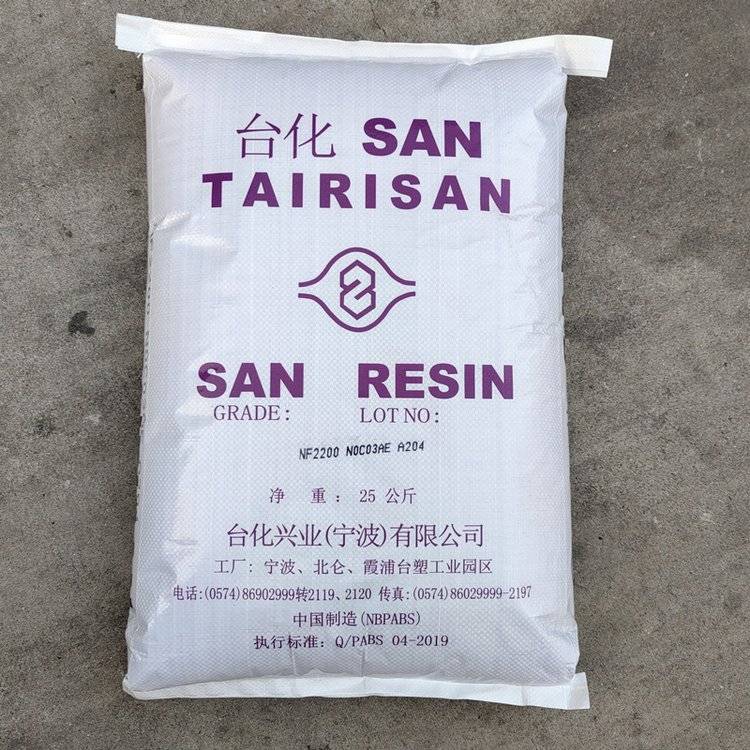 台化 SAN
TAIRISAN
SAN RESIN
GRADE: LOT NO:
NF2200 N0C03AE A204
净 重: 25 公斤
台化兴业(宁波)有限公司
工厂: 宁波、北仑、霞浦台塑工业园区
电话:(0574)86902999转2119、2120 传真:(0574)86029999-2197
中国制造(NBPABS)
执行标准: Q/PABS 04-2019